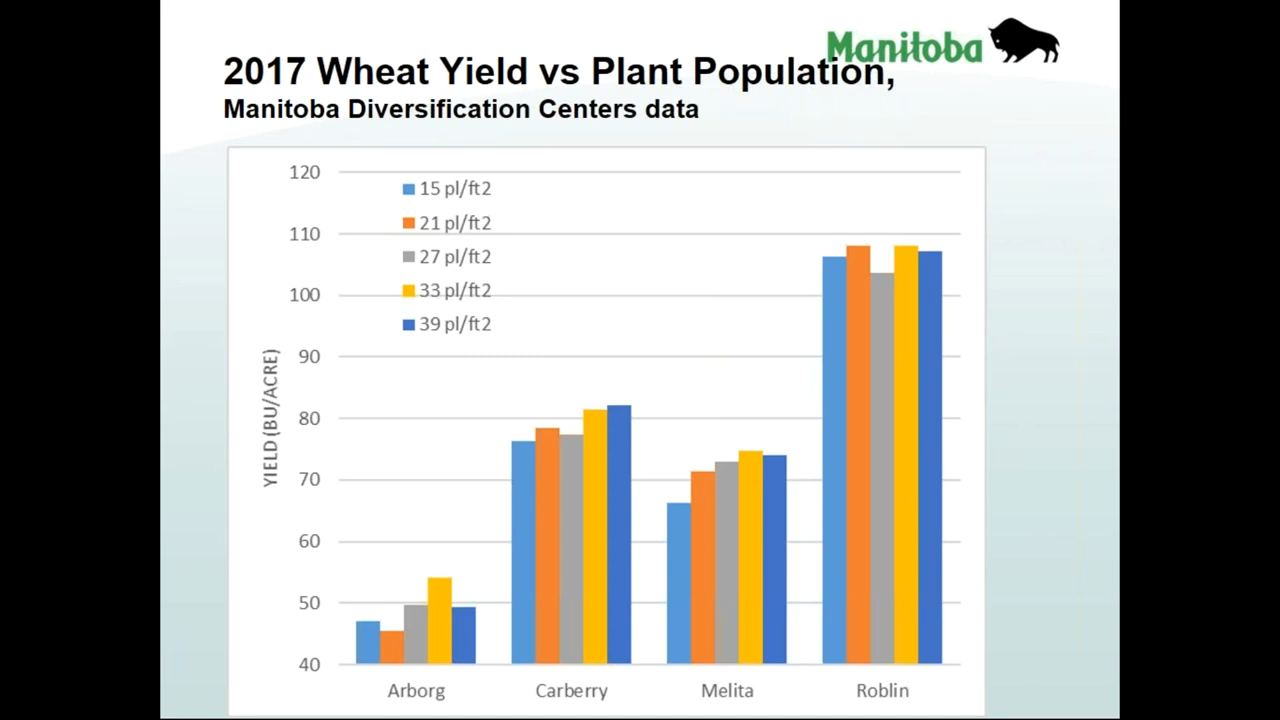 Manitoba
2017 Wheat Yield vs Plant Population,
Manitoba Diversification Centers data
120
110
100
90
80
70
60
50
40
YIELD (BU/ACRE)
15 pl/ft2
21 pl/ft2
27 pl/ft2
33 pl/ft2
39 pl/ft2
Arborg Carberry Melita Roblin